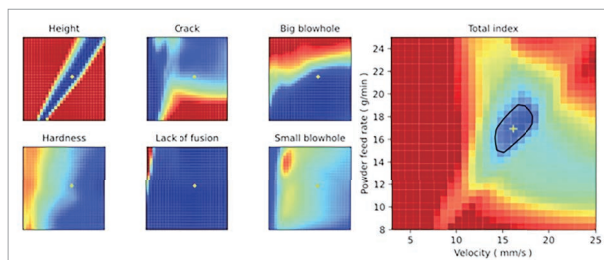 Height
Crack
Big blowhole
Total index
Hardness
Lack of fusion
Small blowhole
Powder feed rate ( g/min )
24
22
20
18
16
14
12
10
8
5
10
15
20
25
Velocity ( mm/s )